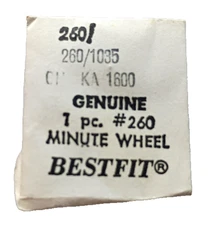 260/
260/1035
KA 1600
GENUINE
1 pc. #260
MINUTE WHEEL
BESTFIT®